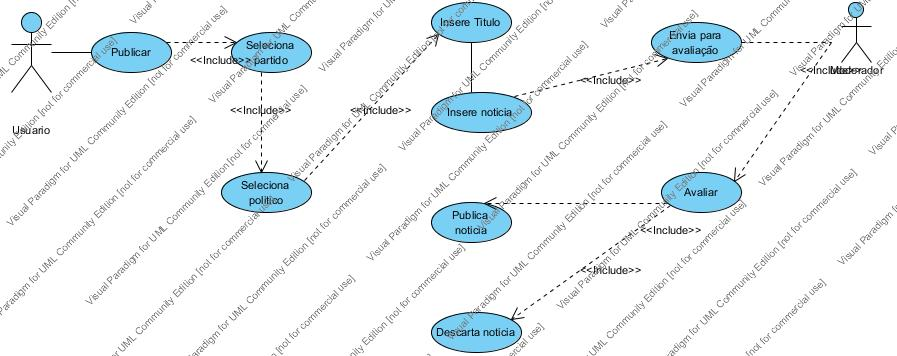 Usuario
Publicar
Seleciona
partido
<<Include>>
<<Include>>
Seleciona
politico
<<Include>>
Insere Titulo
Insere noticia
<<Include>>
Envia para
avaliação
Moderador
<<Include>>
Avaliar
Publica
noticia
<<Include>>
<<Include>>
Descarta noticia
Visual Paradigm for UML Community Edition [not for commercial use]